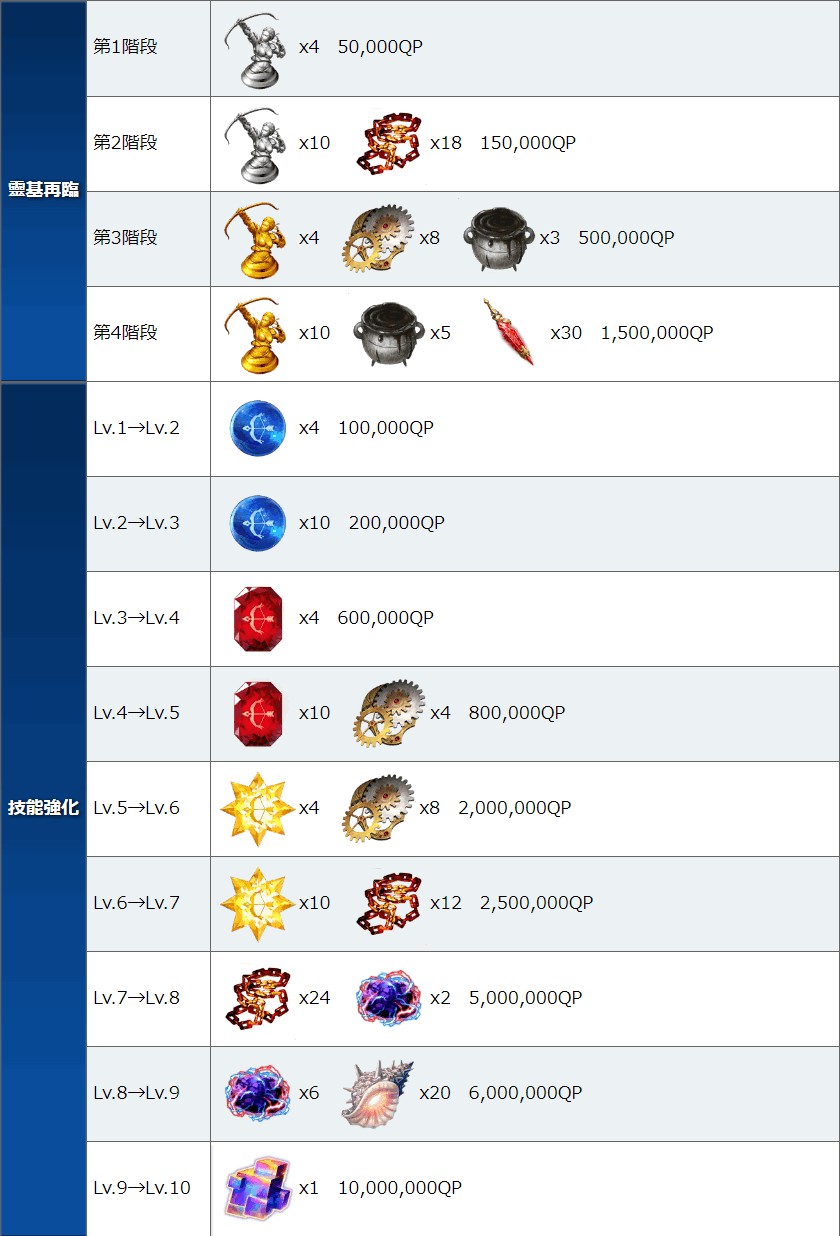 靈基再臨
第1階段 x4 50,000QP
第2階段 x10 x18 150,000QP
第3階段 x4 x8 x3 500,000QP
第4階段 x10 x5 x30 1,500,000QP
技能強化
Lv.1→Lv.2 x4 100,000QP
Lv.2→Lv.3 x10 200,000QP
Lv.3→Lv.4 x4 600,000QP
Lv.4→Lv.5 x10 x4 800,000QP
Lv.5→Lv.6 x4 x8 2,000,000QP
Lv.6→Lv.7 x10 x12 2,500,000QP
Lv.7→Lv.8 x24 x2 5,000,000QP
Lv.8→Lv.9 x6 x20 6,000,000QP
Lv.9→Lv.10 x1 10,000,000QP